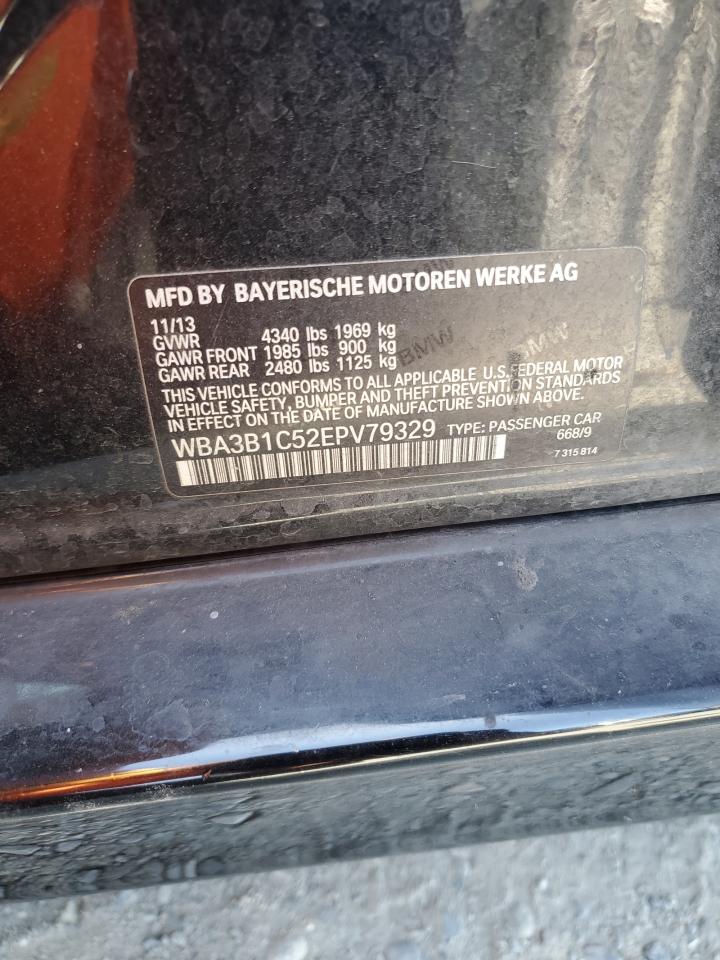 MFD BY BAYERISCHE MOTOREN WERKE AG
11/13
GVWR 4340 lbs 1969 kg
GAWR FRONT 1985 lbs 900 kg
GAWR REAR 2480 lbs 1125 kg
BMW BMW
THIS VEHICLE CONFORMS TO ALL APPLICABLE U.S.FEDERAL MOTOR
VEHICLE SAFETY, BUMPER AND THEFT PREVENTION STANDARDS
IN EFFECT ON THE DATE OF MANUFACTURE SHOWN ABOVE.
WBA3B1C52EPV79329 TYPE: PASSENGER CAR
668/9
7 315 814